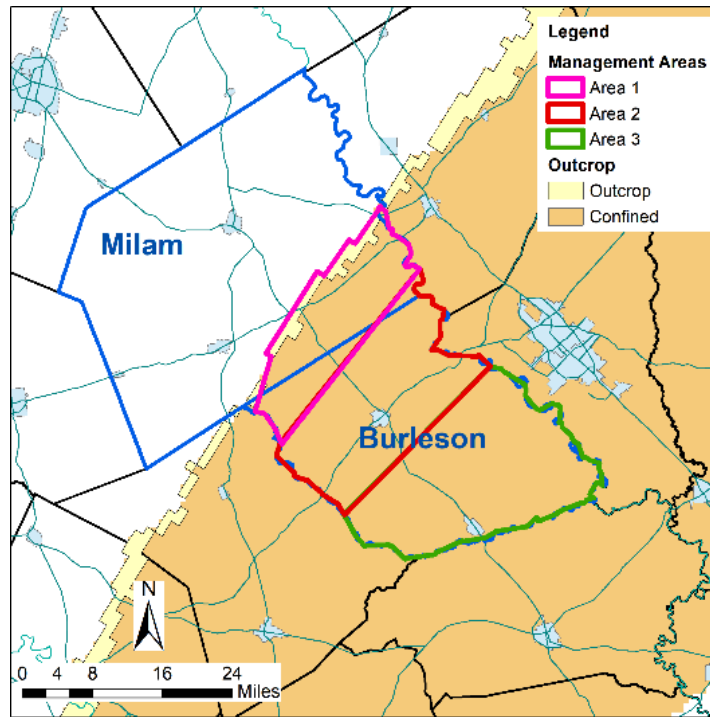 Legend
Management Areas
Area 1
Area 2
Area 3
Outcrop
Outcrop
Confined
Milam
Burleson
N
0 4 8 16 24
Miles